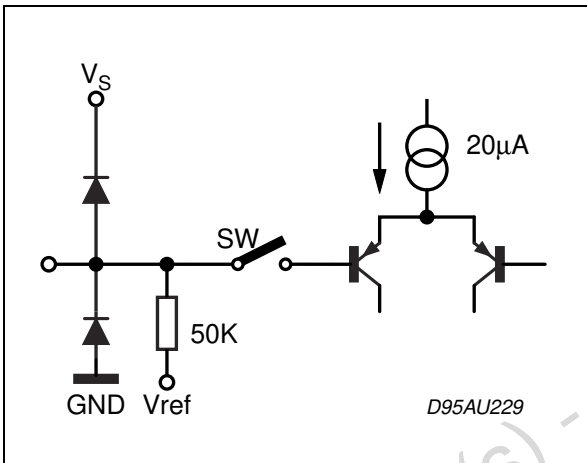 VS
20μA
SW
50K
GND Vref
D95AU229
s) -